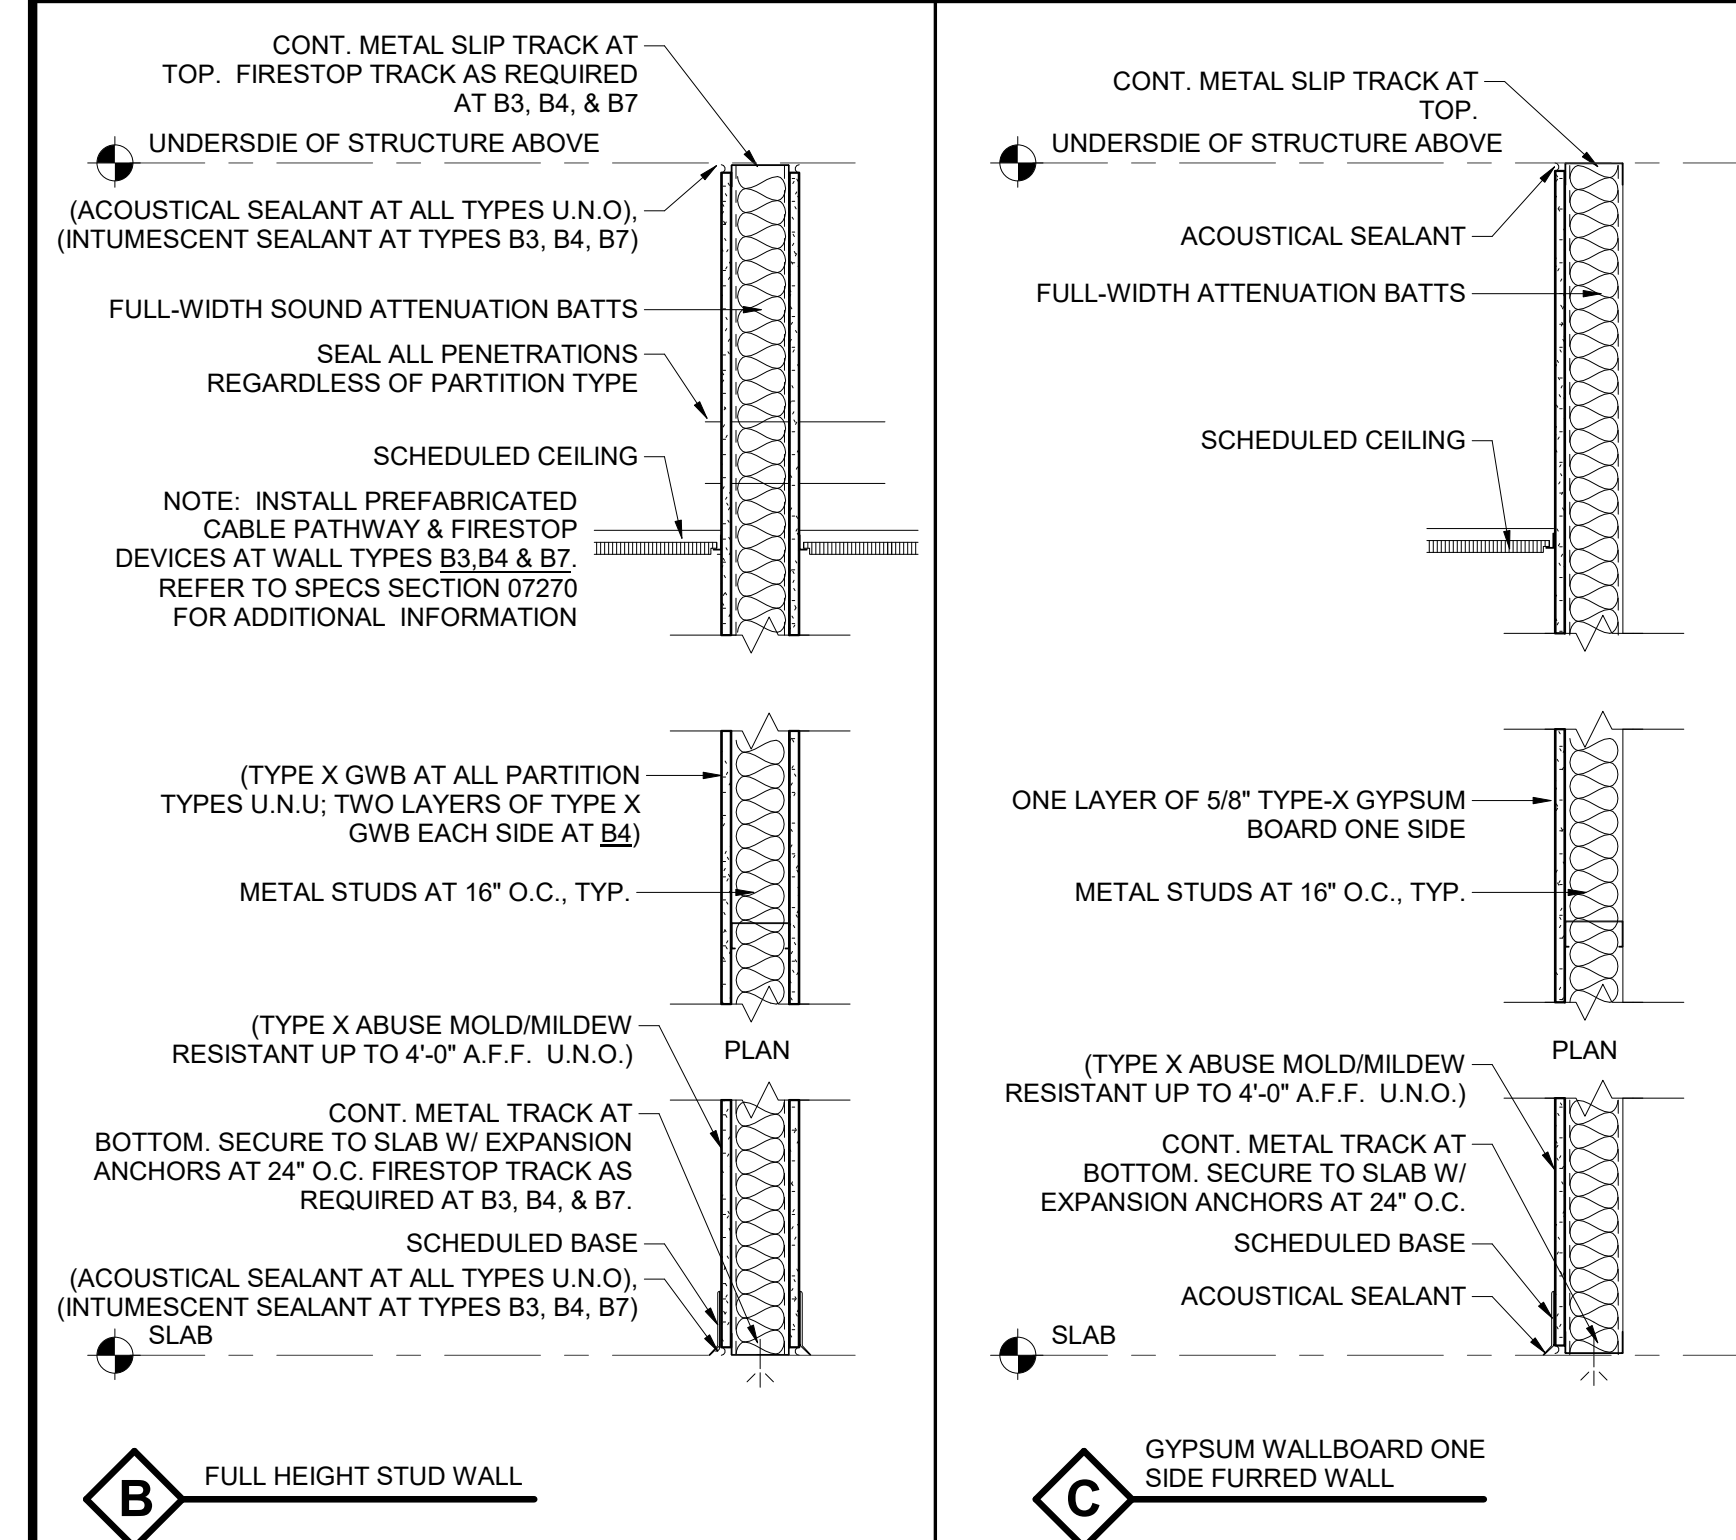 CONT. METAL SLIP TRACK AT
TOP. FIRESTOP TRACK AS REQUIRED
AT B3, B4, & B7
UNDERSDIE OF STRUCTURE ABOVE
(ACOUSTICAL SEALANT AT ALL TYPES U.N.O),
(INTUMESCENT SEALANT AT TYPES B3, B4, B7)
FULL-WIDTH SOUND ATTENUATION BATTS
SEAL ALL PENETRATIONS
REGARDLESS OF PARTITION TYPE
SCHEDULED CEILING
NOTE: INSTALL PREFABRICATED
CABLE PATHWAY & FIRESTOP
DEVICES AT WALL TYPES B3,B4 & B7.
REFER TO SPECS SECTION 07270
FOR ADDITIONAL INFORMATION
(TYPE X GWB AT ALL PARTITION
TYPES U.N.U; TWO LAYERS OF TYPE X
GWB EACH SIDE AT B4)
METAL STUDS AT 16" O.C., TYP.
(TYPE X ABUSE MOLD/MILDEW
RESISTANT UP TO 4'-0" A.F.F. U.N.O.)
PLAN
CONT. METAL TRACK AT
BOTTOM. SECURE TO SLAB W/ EXPANSION
ANCHORS AT 24" O.C. FIRESTOP TRACK AS
REQUIRED AT B3, B4, & B7.
SCHEDULED BASE
(ACOUSTICAL SEALANT AT ALL TYPES U.N.O),
(INTUMESCENT SEALANT AT TYPES B3, B4, B7)
SLAB
B
FULL HEIGHT STUD WALL
CONT. METAL SLIP TRACK AT
TOP.
UNDERSDIE OF STRUCTURE ABOVE
ACOUSTICAL SEALANT
FULL-WIDTH ATTENUATION BATTS
SCHEDULED CEILING
ONE LAYER OF 5/8" TYPE-X GYPSUM
BOARD ONE SIDE
METAL STUDS AT 16" O.C., TYP.
PLAN
(TYPE X ABUSE MOLD/MILDEW
RESISTANT UP TO 4'-0" A.F.F. U.N.O.)
CONT. METAL TRACK AT
BOTTOM. SECURE TO SLAB W/
EXPANSION ANCHORS AT 24" O.C.
SCHEDULED BASE
ACOUSTICAL SEALANT
SLAB
C
GYPSUM WALLBOARD ONE
SIDE FURRED WALL